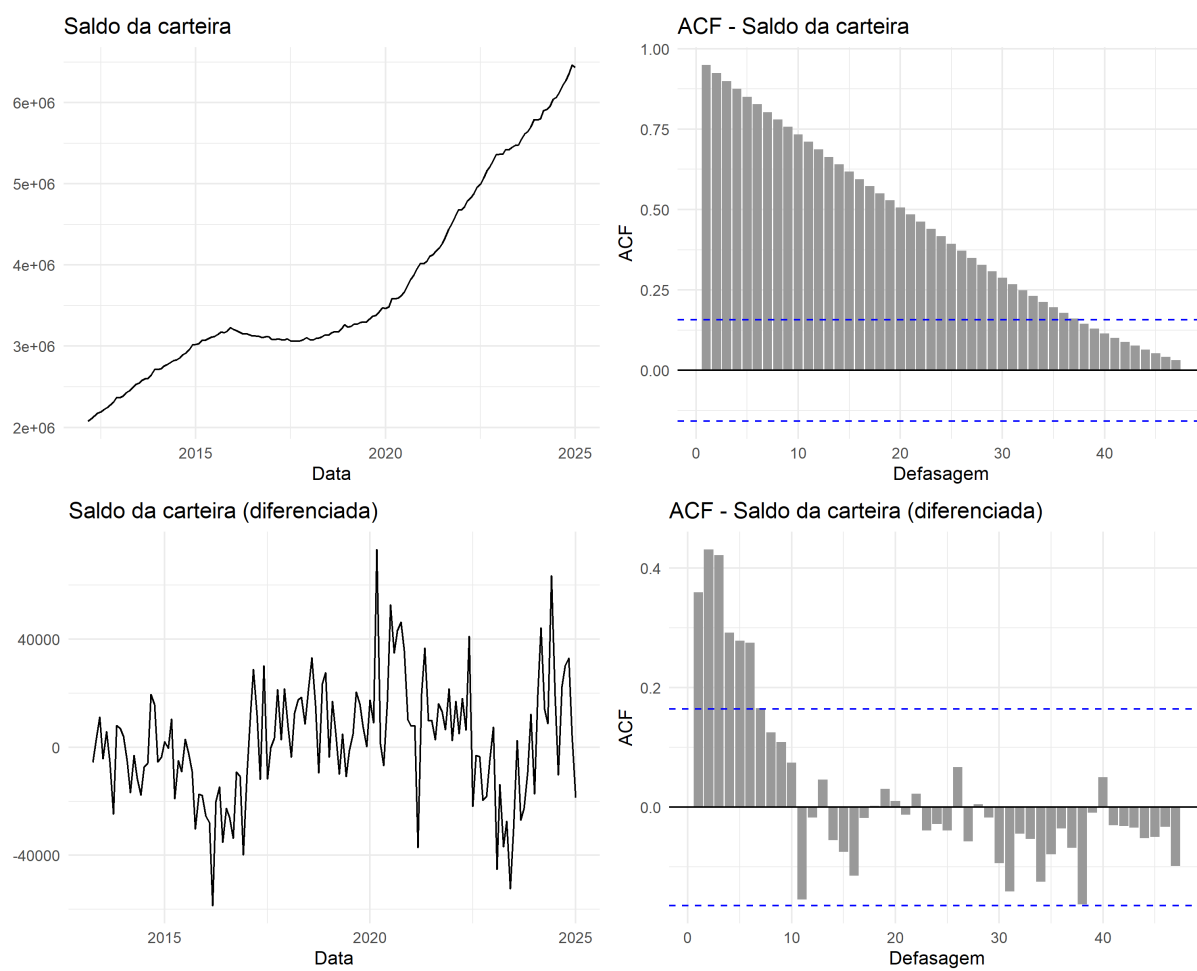 Saldo da carteira
6e+06
5e+06
4e+06
3e+06
2e+06
2015 2020 2025
Data
ACF - Saldo da carteira
1.00
0.75
0.50
0.25
0.00
ACF
0 10 20 30 40
Defasagem
Saldo da carteira (diferenciada)
40000
0
-40000
2015 2020 2025
Data
ACF - Saldo da carteira (diferenciada)
0.4
0.2
0.0
ACF
0 10 20 30 40
Defasagem